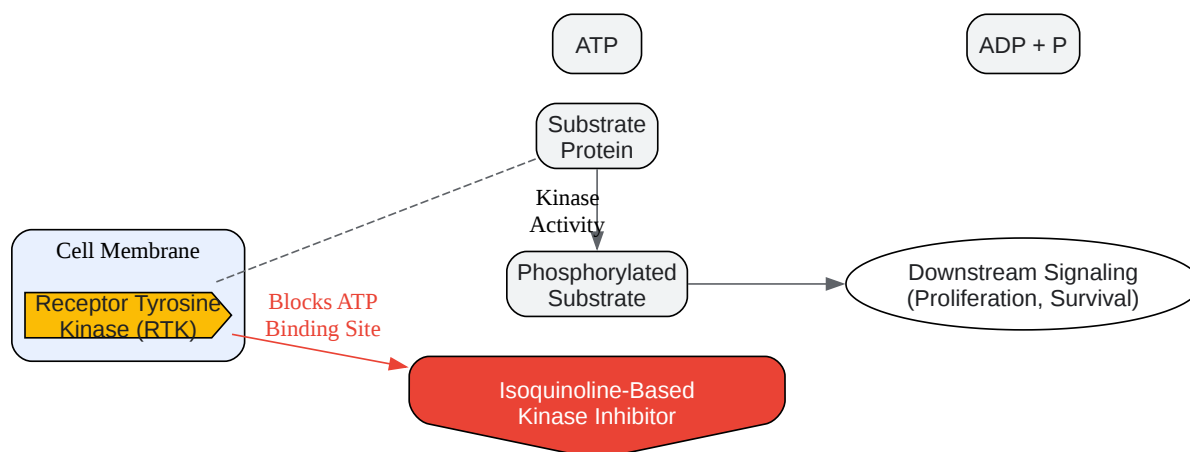 ATP
ADP + P
Substrate
Protein
Kinase
Activity
Cell Membrane
Receptor Tyrosine
Kinase (RTK)
Blocks ATP
Binding Site
Phosphorylated
Substrate
Downstream Signaling
(Proliferation, Survival)
Isoquinoline-Based
Kinase Inhibitor